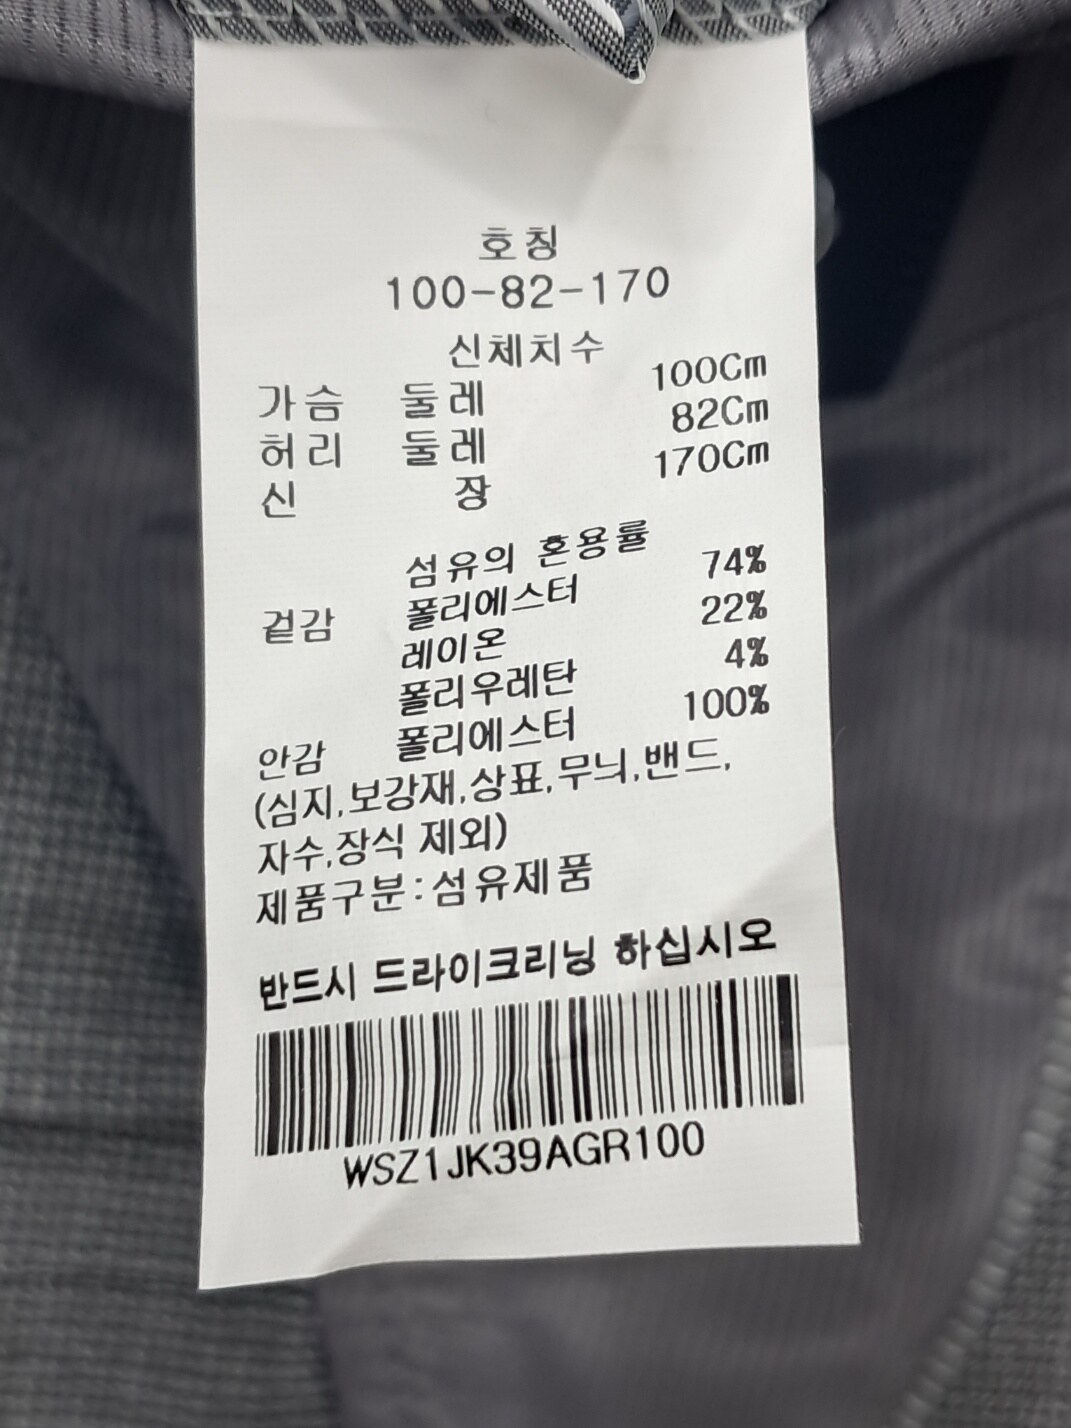 호칭
100-82-170
신체치수
가슴 둘레 100Cm
허리 둘레 82Cm
신 장 170Cm
섬유의 혼용률
겉감 폴리에스터 74%
레이온 22%
폴리우레탄 4%
안감 폴리에스터 100%
(심지,보강재,상표,무늬,밴드,
자수,장식 제외)
제품구분:섬유제품
반드시 드라이크리닝 하십시오
WSZ1JK39AGR100